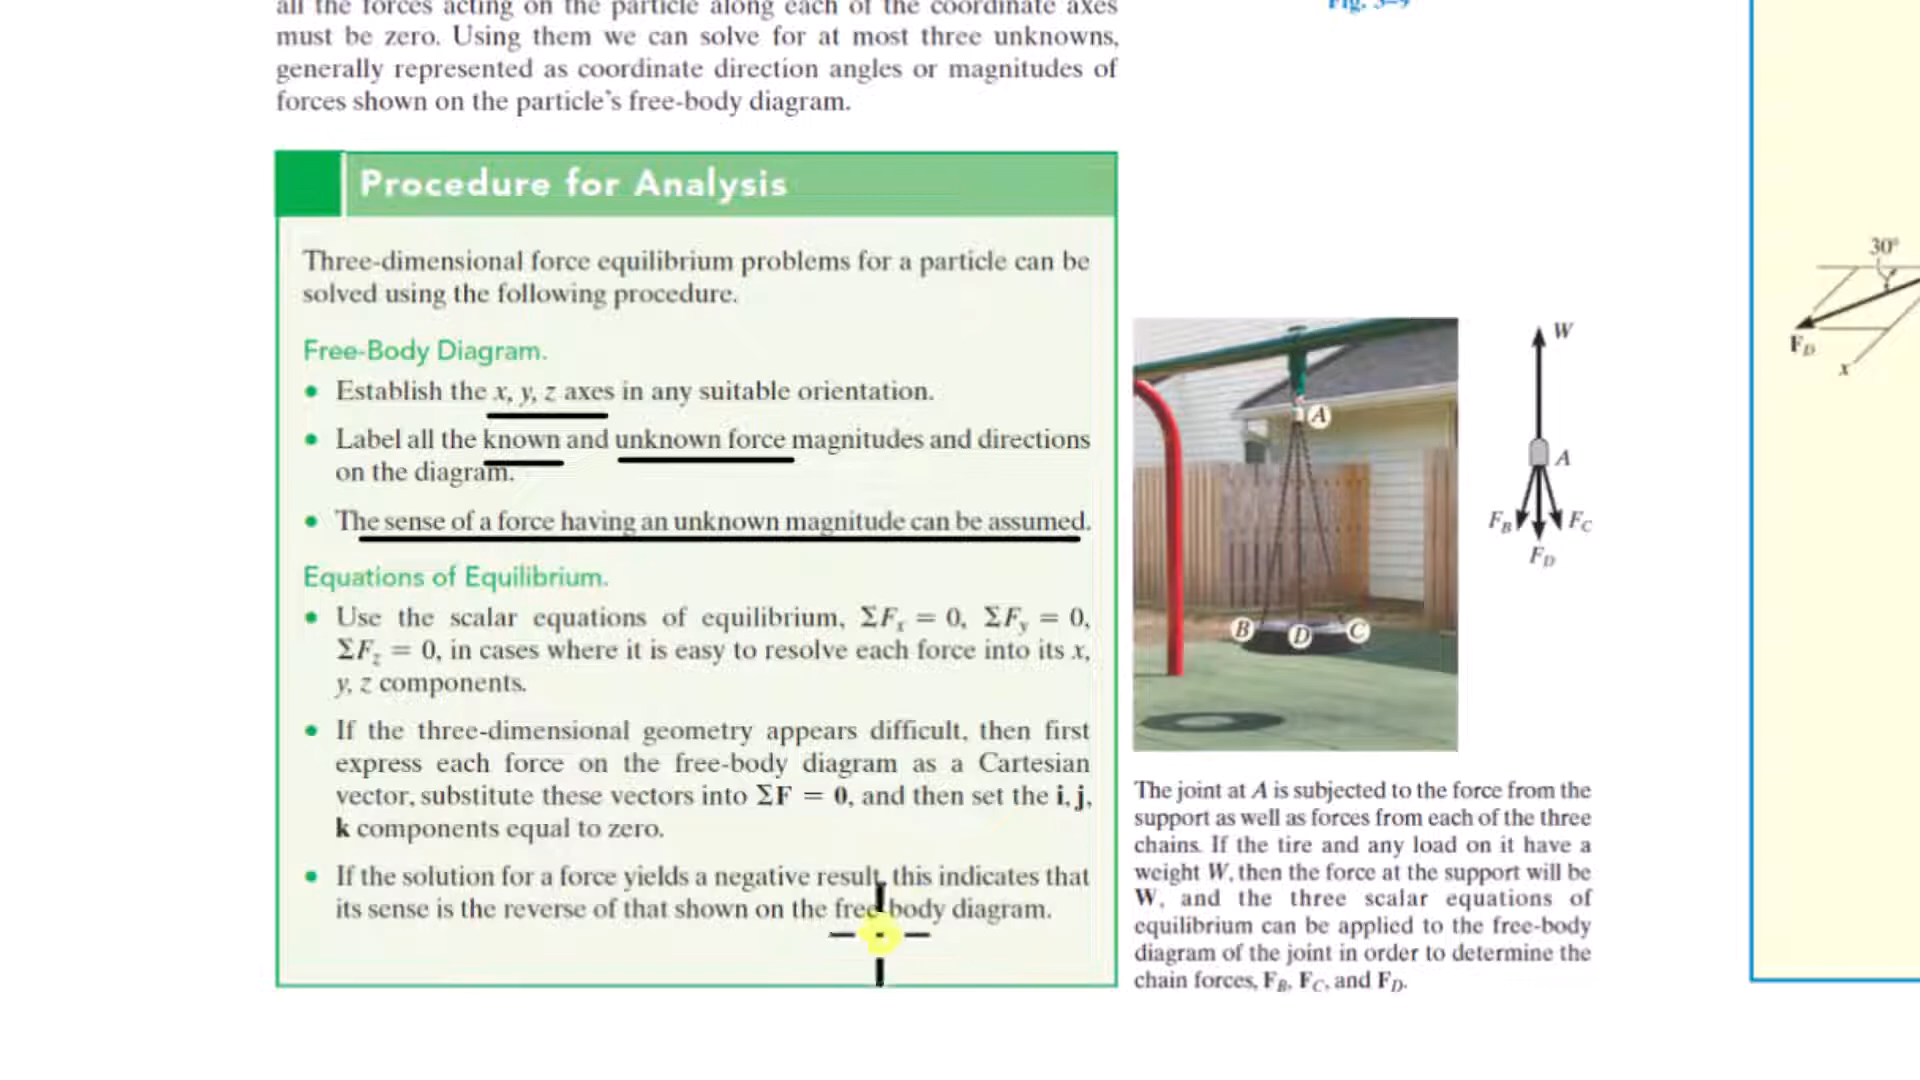 all the forces acting on the particle along each of the coordinate axes
must be zero. Using them we can solve for at most three unknowns,
generally represented as coordinate direction angles or magnitudes of
forces shown on the particle's free-body diagram.
Fig. 3–9
Procedure for Analysis
Three-dimensional force equilibrium problems for a particle can be
solved using the following procedure.
Free-Body Diagram.
• Establish the x, y, z axes in any suitable orientation.
• Label all the known and unknown force magnitudes and directions
on the diagram.
• The sense of a force having an unknown magnitude can be assumed.
Equations of Equilibrium.
• Use the scalar equations of equilibrium, ΣFx = 0, ΣFy = 0,
ΣFz = 0, in cases where it is easy to resolve each force into its x,
y, z components.
• If the three-dimensional geometry appears difficult, then first
express each force on the free-body diagram as a Cartesian
vector, substitute these vectors into ΣF = 0, and then set the i, j,
k components equal to zero.
• If the solution for a force yields a negative result, this indicates that
its sense is the reverse of that shown on the free-body diagram.
A
B
D
C
W
A
FB
FC
FD
The joint at A is subjected to the force from the
support as well as forces from each of the three
chains. If the tire and any load on it have a
weight W, then the force at the support will be
W, and the three scalar equations of
equilibrium can be applied to the free-body
diagram of the joint in order to determine the
chain forces, FB, FC, and FD.
30°
FD
x